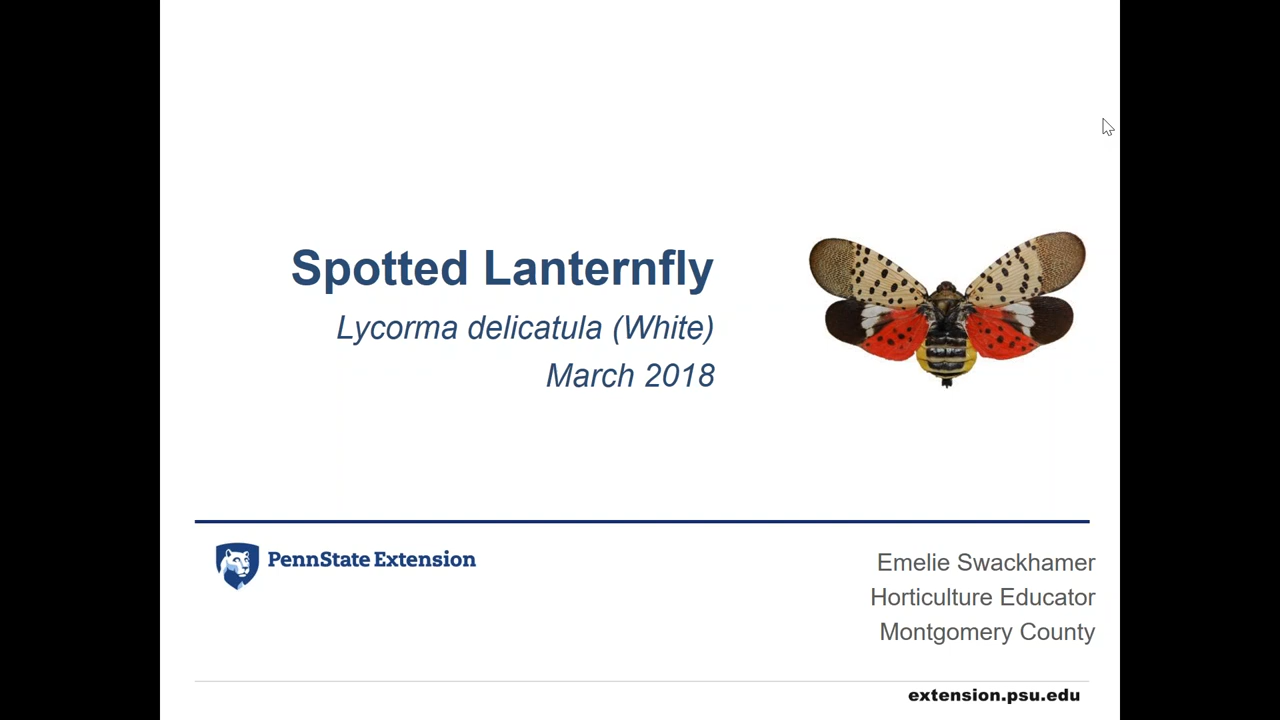 Spotted Lanternfly
Lycorma delicatula (White)
March 2018
PennState Extension
Emelie Swackhamer
Horticulture Educator
Montgomery County
extension.psu.edu